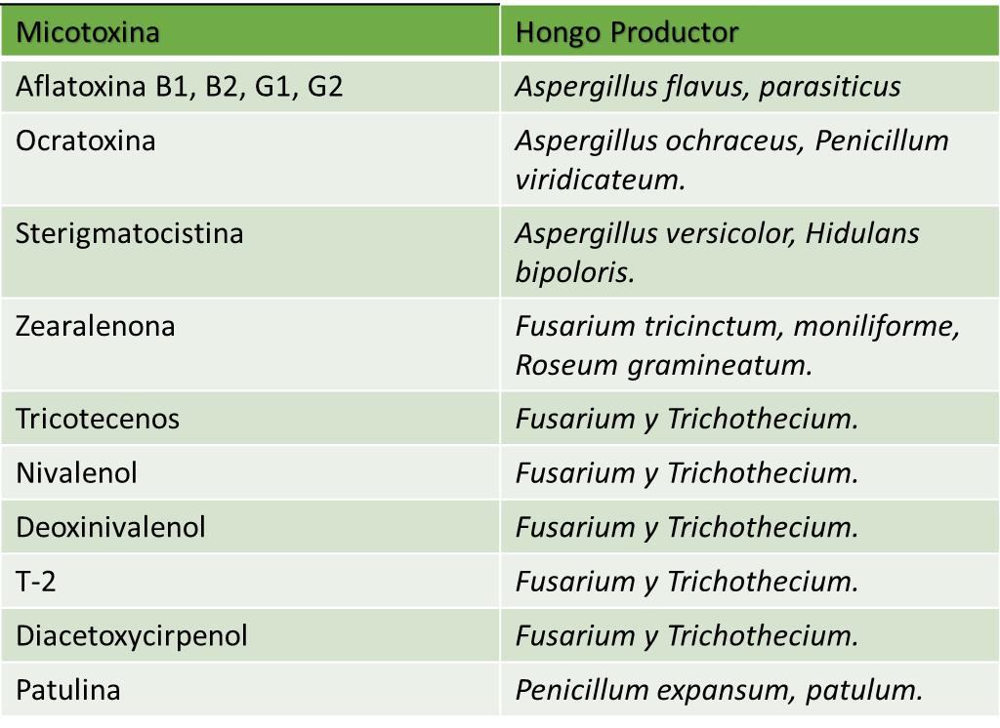 Micotoxina Hongo Productor
Aflatoxina B1, B2, G1, G2 Aspergillus flavus, parasiticus
Ocratoxina Aspergillus ochraceus, Penicillum
viridicateum.
Sterigmatocistina Aspergillus versicolor, Hidulans
bipoloris.
Zearalenona Fusarium tricinctum, moniliforme,
Roseum gramineatum.
Tricotecenos Fusarium y Trichothecium.
Nivalenol Fusarium y Trichothecium.
Deoxinivalenol Fusarium y Trichothecium.
T-2 Fusarium y Trichothecium.
Diacetoxycirpenol Fusarium y Trichothecium.
Patulina Penicillum expansum, patulum.